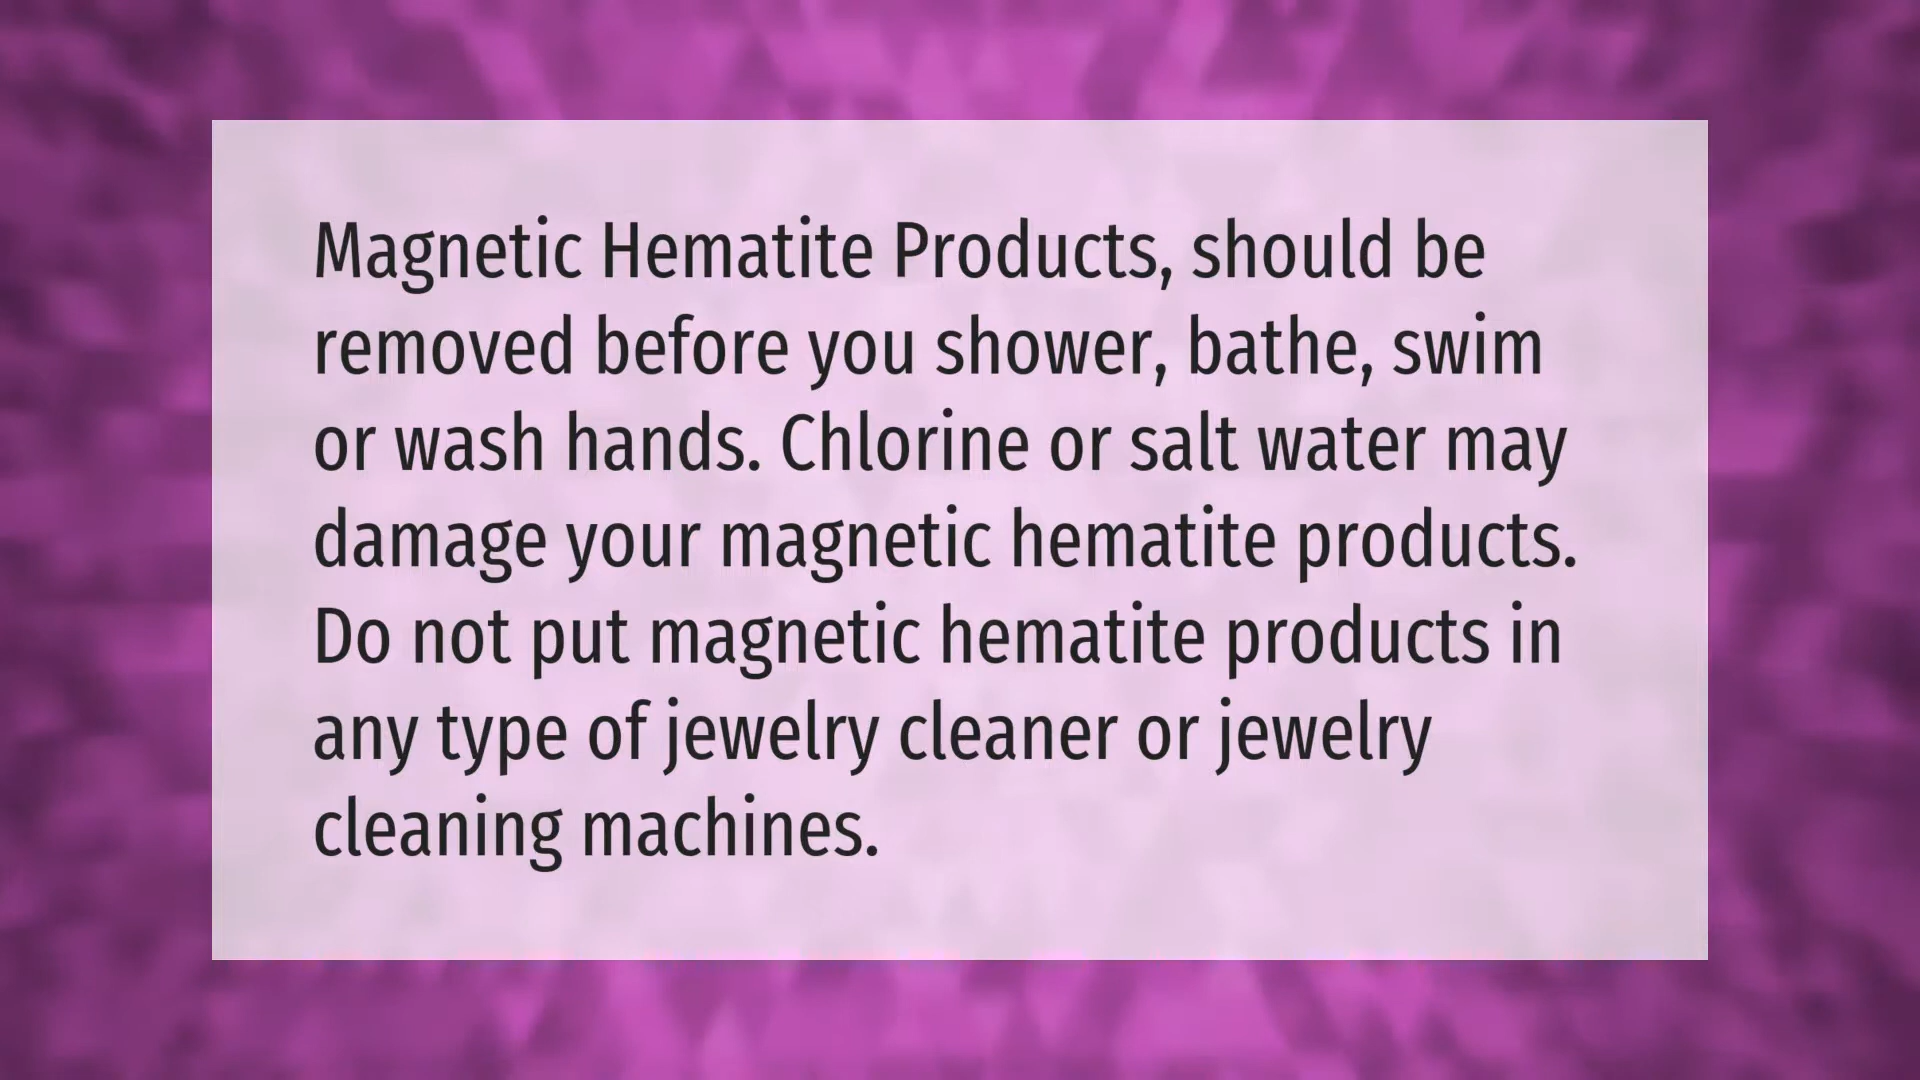 Magnetic Hematite Products, should be
removed before you shower, bathe, swim
or wash hands. Chlorine or salt water may
damage your magnetic hematite products.
Do not put magnetic hematite products in
any type of jewelry cleaner or jewelry
cleaning machines.